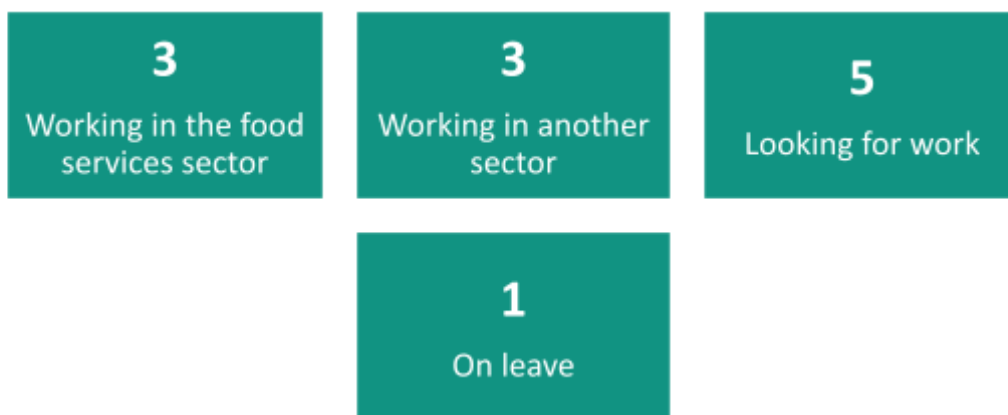 3
Working in the food
services sector
3
Working in another
sector
5
Looking for work
1
On leave